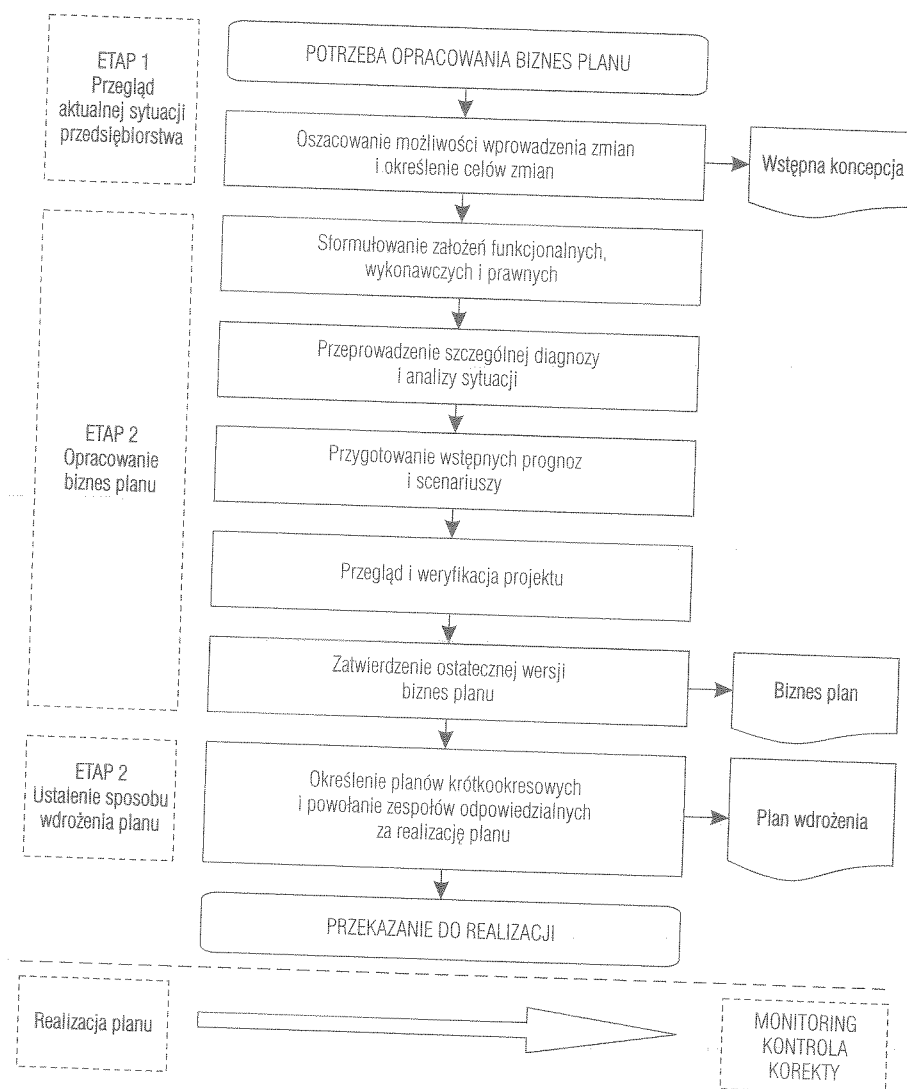 ETAP 1
Przegląd
aktualnej sytuacji
przedsiębiorstwa
POTRZEBA OPRACOWANIA BIZNES PLANU
Oszacowanie możliwości wprowadzenia zmian
i określenie celów zmian
Wstępna koncepcja
ETAP 2
Opracowanie
biznes planu
Sformułowanie założeń funkcjonalnych,
wykonawczych i prawnych
Przeprowadzenie szczególnej diagnozy
i analizy sytuacji
Przygotowanie wstępnych prognoz
i scenariuszy
Przegląd i weryfikacja projektu
Zatwierdzenie ostatecznej wersji
biznes planu
Biznes plan
ETAP 2
Ustalenie sposobu
wdrożenia planu
Określenie planów krótkookresowych
i powołanie zespołów odpowiedzialnych
za realizację planu
Plan wdrożenia
PRZEKAZANIE DO REALIZACJI
Realizacja planu
MONITORING
KONTROLA
KOREKTY